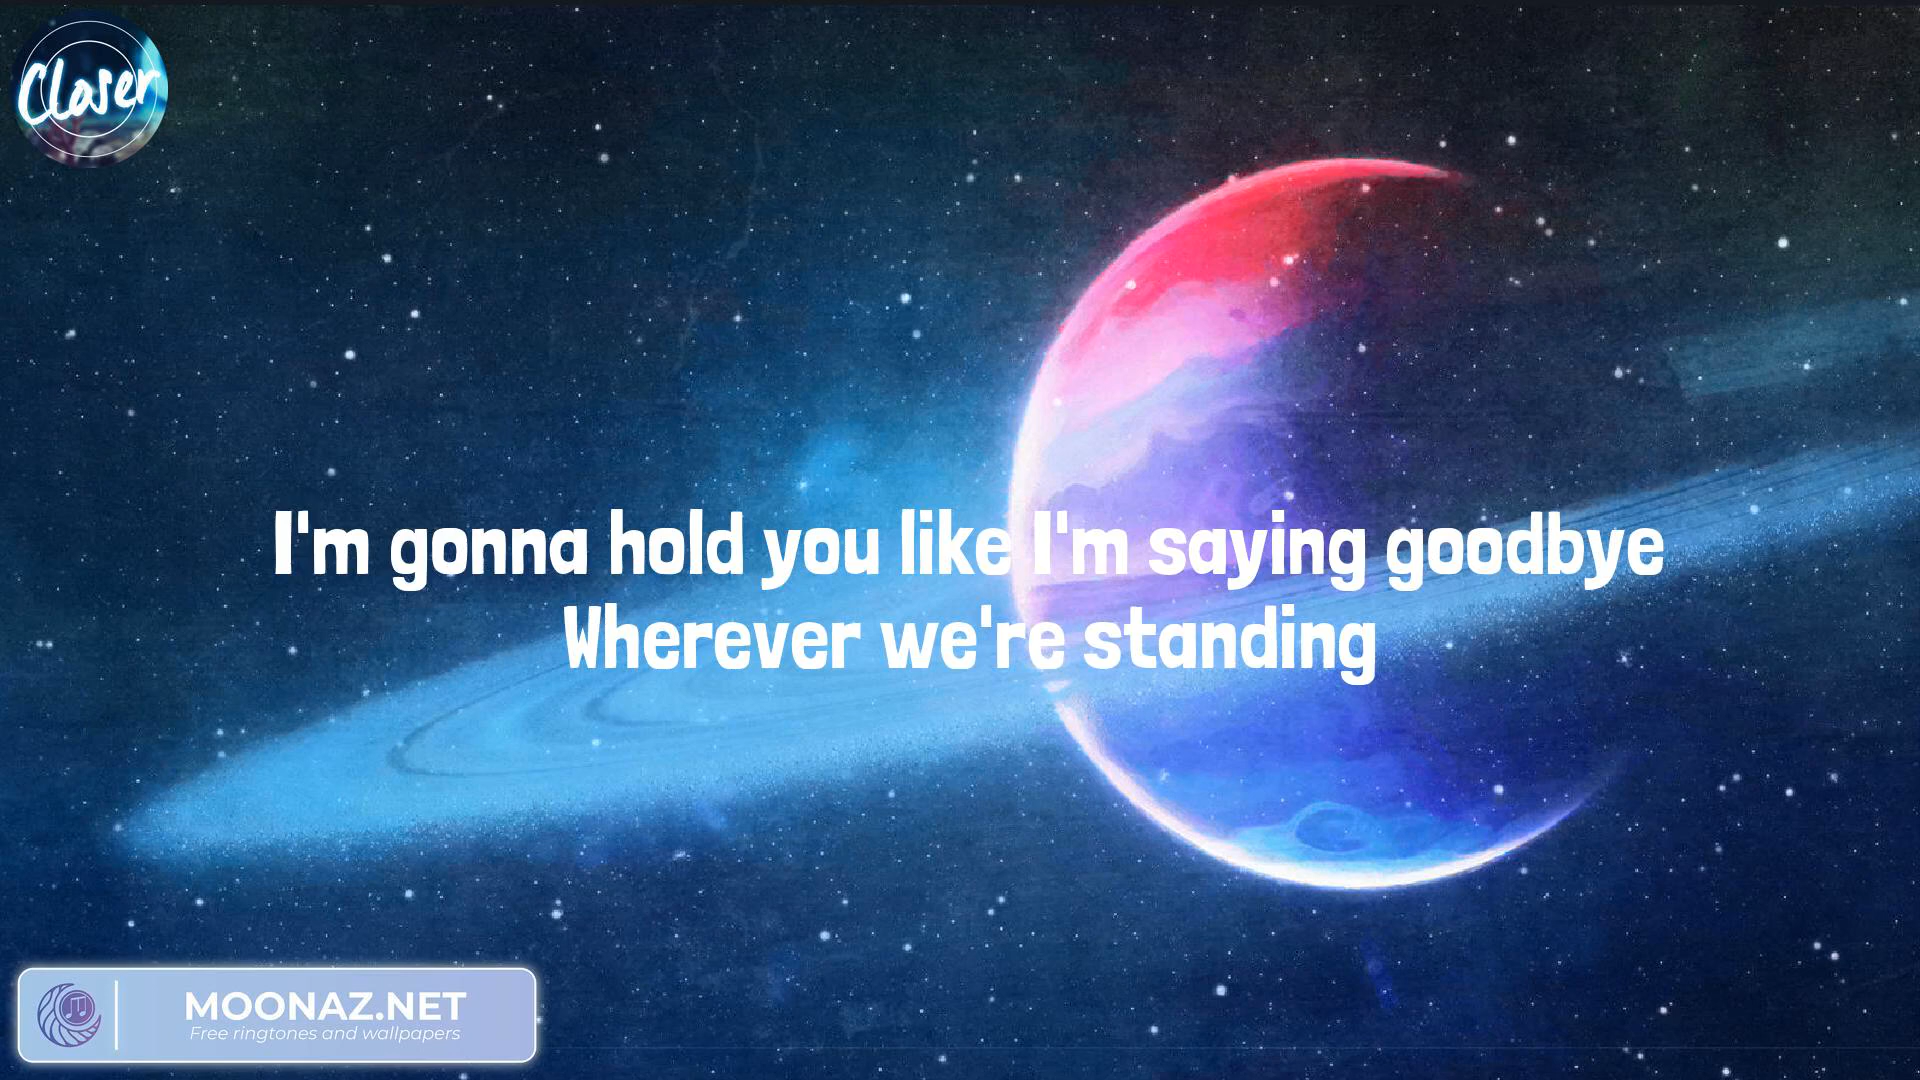 Closer
I'm gonna hold you like I'm saying goodbye
Wherever we're standing
MOONAZ.NET
Free ringtones and wallpapers